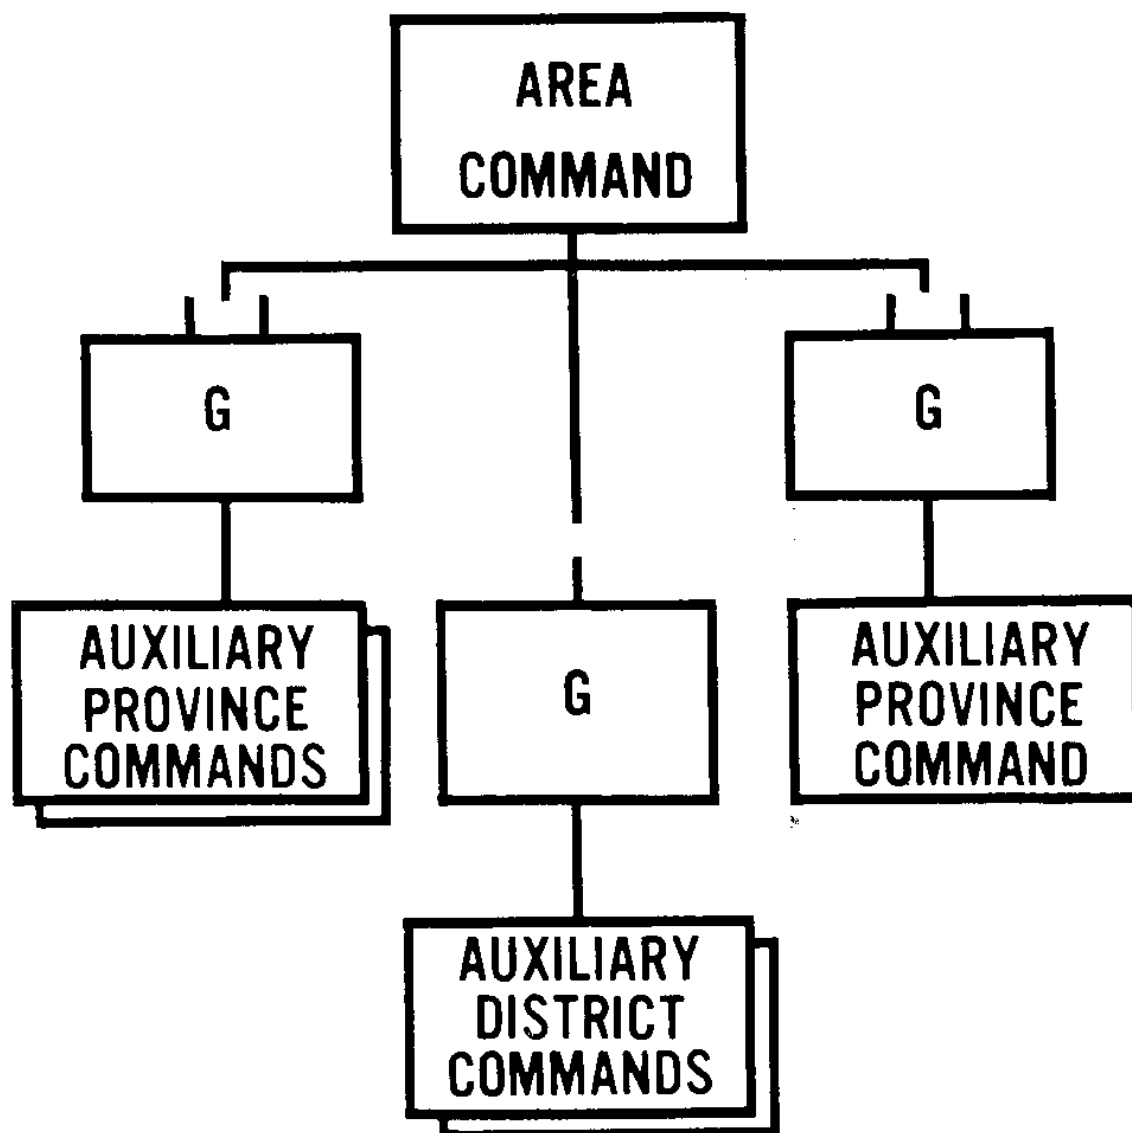 AREA
COMMAND
G
G
AUXILIARY
PROVINCE
COMMANDS
G
AUXILIARY
PROVINCE
COMMAND
AUXILIARY
DISTRICT
COMMANDS